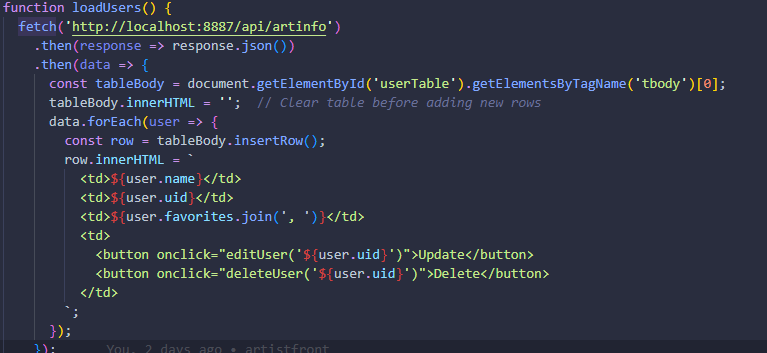 function loadUsers() {
  fetch('http://localhost:8887/api/artinfo')
    .then(response => response.json())
    .then(data => {
      const tableBody = document.getElementById('userTable').getElementsByTagName('tbody')[0];
      tableBody.innerHTML = '';  // Clear table before adding new rows
      data.forEach(user => {
        const row = tableBody.insertRow();
        row.innerHTML = `
          <td>${user.name}</td>
          <td>${user.uid}</td>
          <td>${user.favorites.join(', ')}</td>
          <td>
            <button onclick="editUser('${user.uid}')">Update</button>
            <button onclick="deleteUser('${user.uid}')">Delete</button>
          </td>
        `;
      });
    });     You, 2 days ago • artistfront